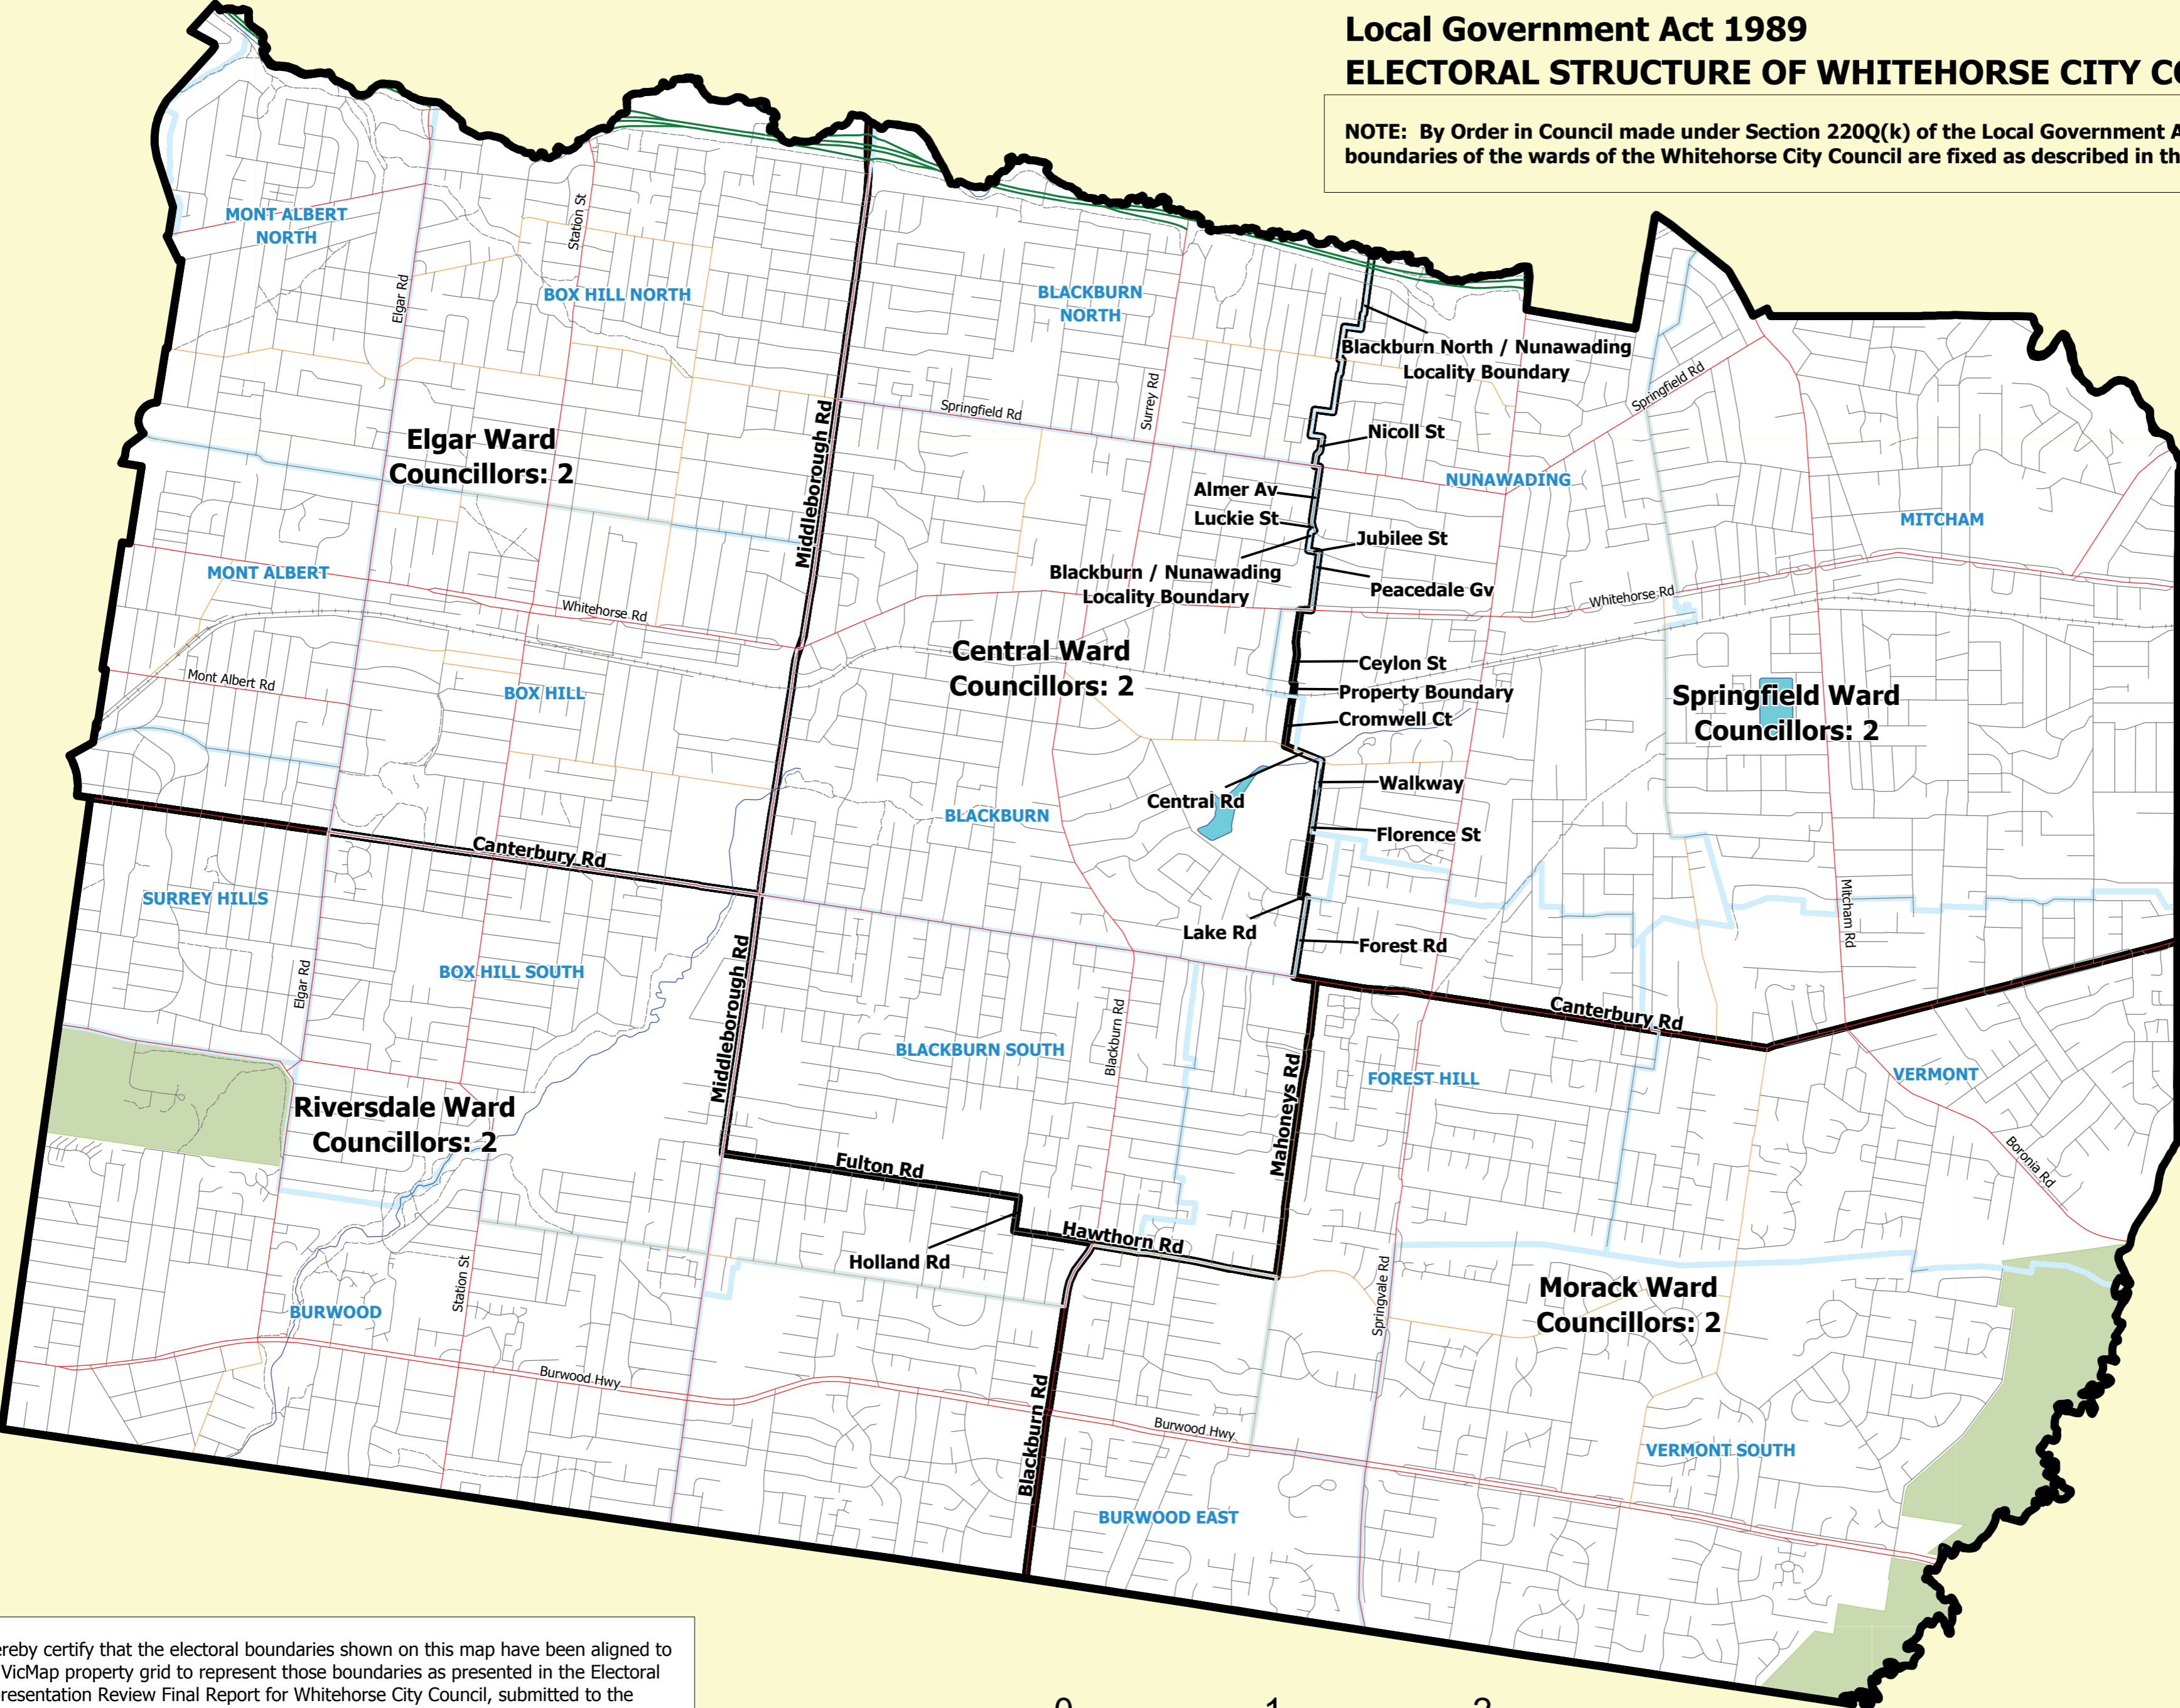 Local Government Act 1989
ELECTORAL STRUCTURE OF WHITEHORSE CITY
NOTE: By Order in Council made under Section 220Q(k) of the Local Government
boundaries of the wards of the Whitehorse City Council are fixed as described in
MONT ALBERT
NORTH
Station St
Elgar Rd
BOX HILL NORTH
BLACKBURN
NORTH
Blackburn North / Nunawading
Locality Boundary
Springfield Rd
Surrey Rd
Springfield Rd
Middleborough Rd
Elgar Ward
Councillors: 2
Nicoll St
NUNAWADING
Almer Av
Luckie St
MITCHAM
Jubilee St
Blackburn / Nunawading
Locality Boundary
MONT ALBERT
Peacedale Gv
Whitehorse Rd
Whitehorse Rd
Central Ward
Councillors: 2
Ceylon St
Mont Albert Rd
BOX HILL
Property Boundary
Springfield Ward
Councillors: 2
Cromwell Ct
Walkway
Central Rd
BLACKBURN
Florence St
Canterbury Rd
SURREY HILLS
Mitcham Rd
Lake Rd
Forest Rd
BOX HILL SOUTH
Elgar Rd
Middleborough Rd
Canterbury Rd
Blackburn Rd
BLACKBURN SOUTH
Mahoneys Rd
FOREST HILL
VERMONT
Riversdale Ward
Councillors: 2
Boronia Rd
Fulton Rd
Hawthorn Rd
Holland Rd
Station St
Springvale Rd
Morack Ward
Councillors: 2
BURWOOD
Burwood Hwy
Blackburn Rd
Burwood Hwy
VERMONT SOUTH
BURWOOD EAST
certify that the electoral boundaries shown on this map have been aligned to
VicMap property grid to represent those boundaries as presented in the Electoral
Review Final Report for Whitehorse City Council, submitted to the
0 1 2